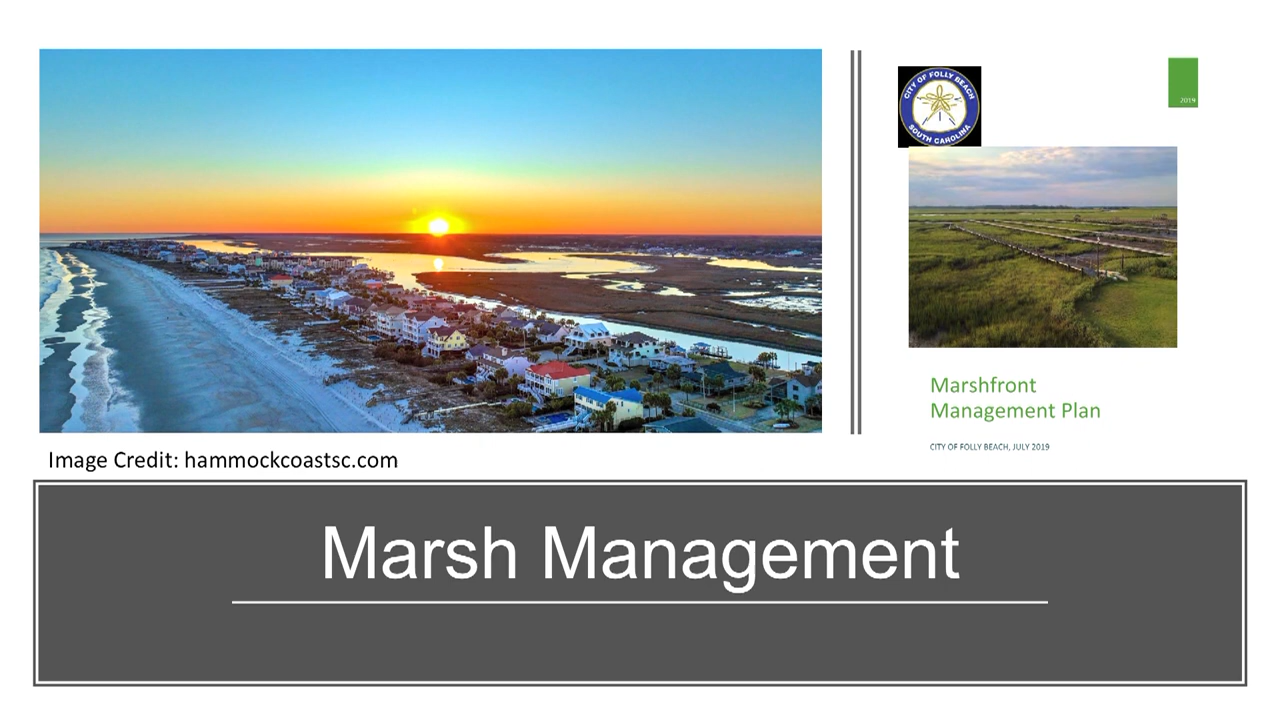 CITY OF FOLLY BEACH
SOUTH CAROLINA
2019
Marshfront
Management Plan
CITY OF FOLLY BEACH, JULY 2019
Image Credit: hammockcoastsc.com
Marsh Management